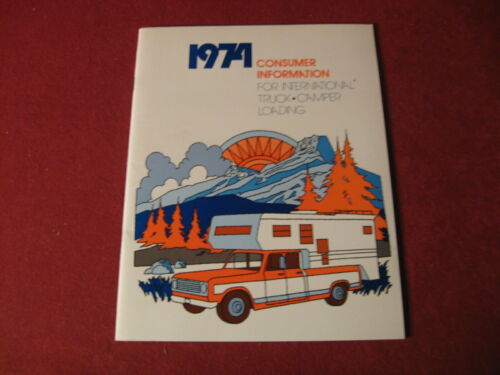 1974
CONSUMER
INFORMATION
FOR INTERNATIONAL®
TRUCK • CAMPER
LOADING